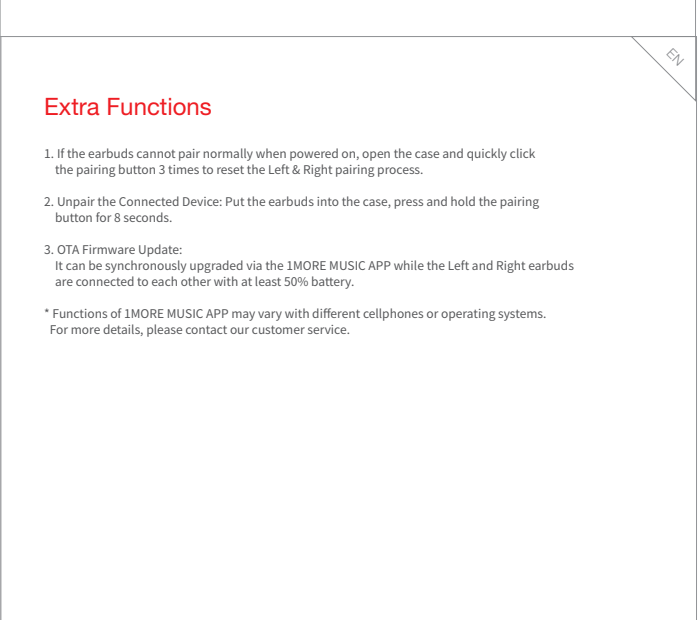 EN
Extra Functions
1. If the earbuds cannot pair normally when powered on, open the case and quickly click
the pairing button 3 times to reset the Left & Right pairing process.
2. Unpair the Connected Device: Put the earbuds into the case, press and hold the pairing
button for 8 seconds.
3. OTA Firmware Update:
It can be synchronously upgraded via the 1MORE MUSIC APP while the Left and Right earbuds
are connected to each other with at least 50% battery.
* Functions of 1MORE MUSIC APP may vary with different cellphones or operating systems.
For more details, please contact our customer service.